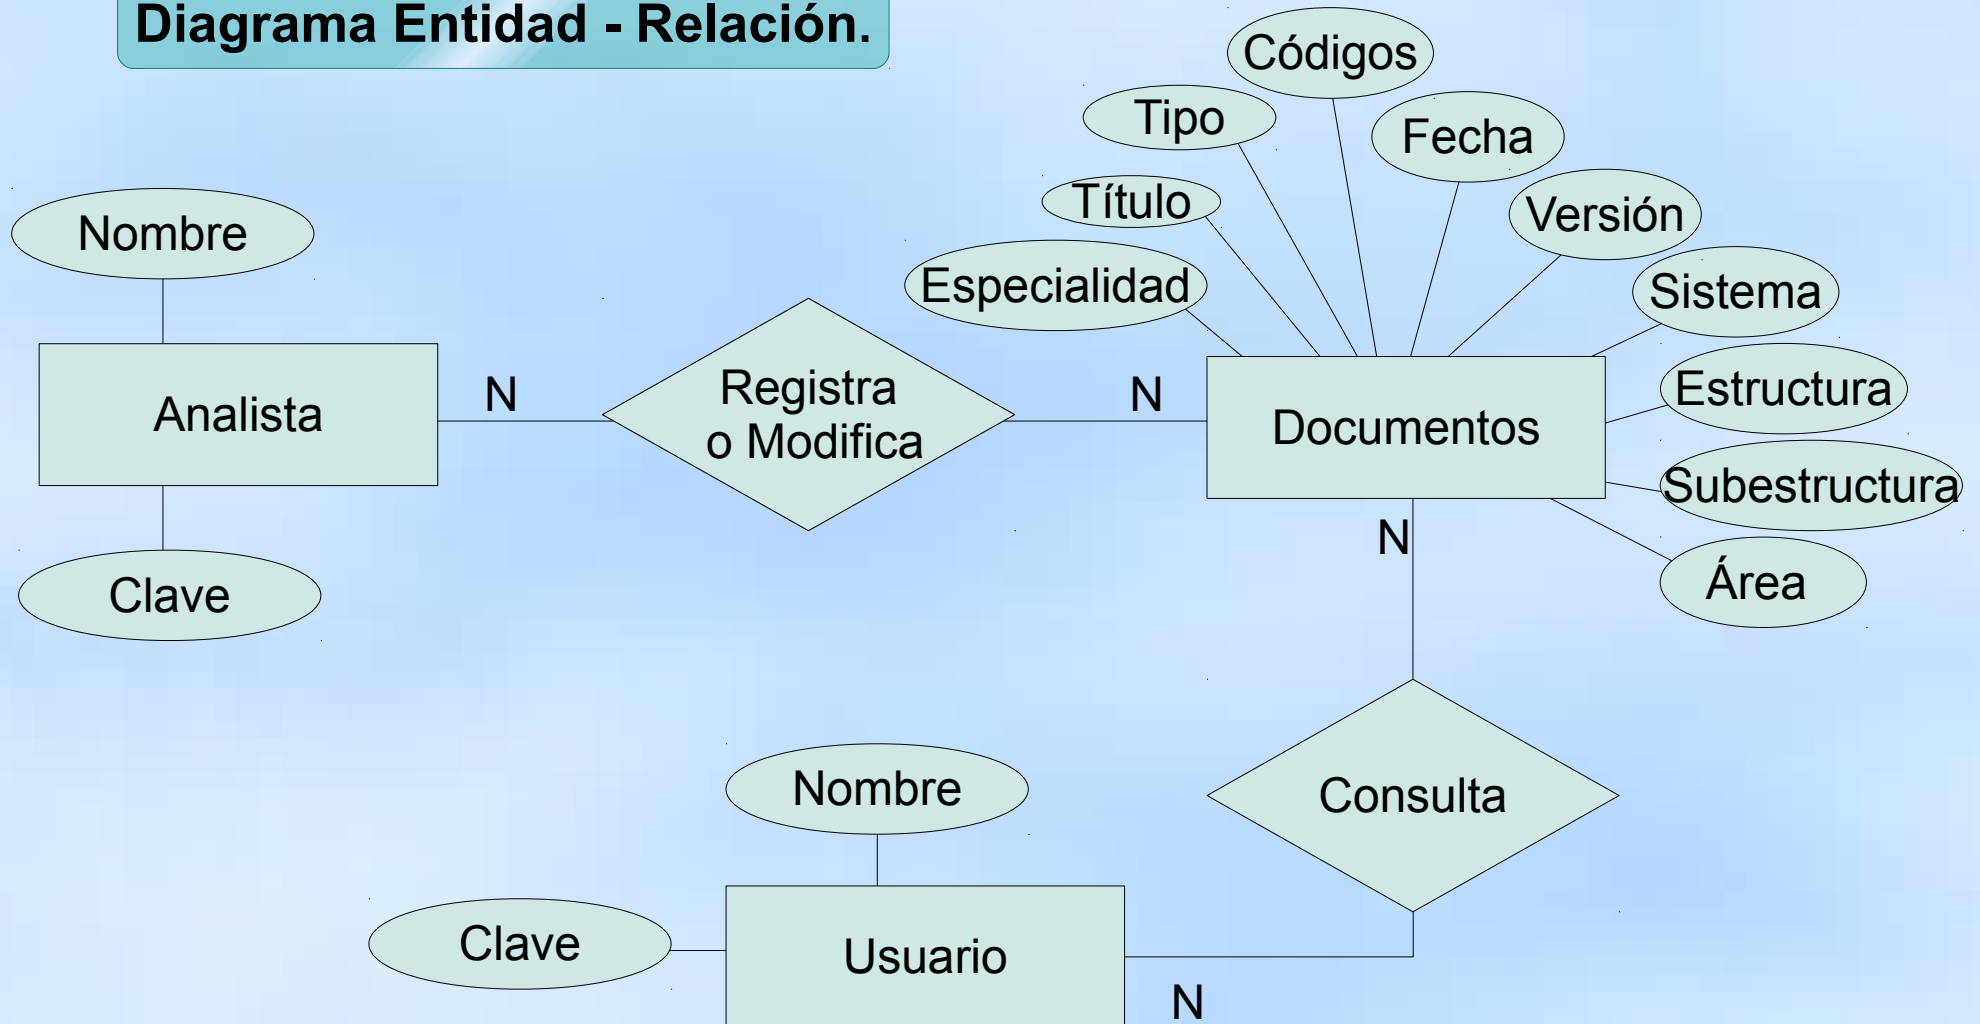 Diagrama Entidad - Relación.
Códigos
Tipo
Fecha
Título
Versión
Nombre
Especialidad
Sistema
Estructura
Analista
N
Registra
o Modifica
N
Documentos
Subestructura
N
Clave
Área
Nombre
Consulta
Clave
Usuario
N